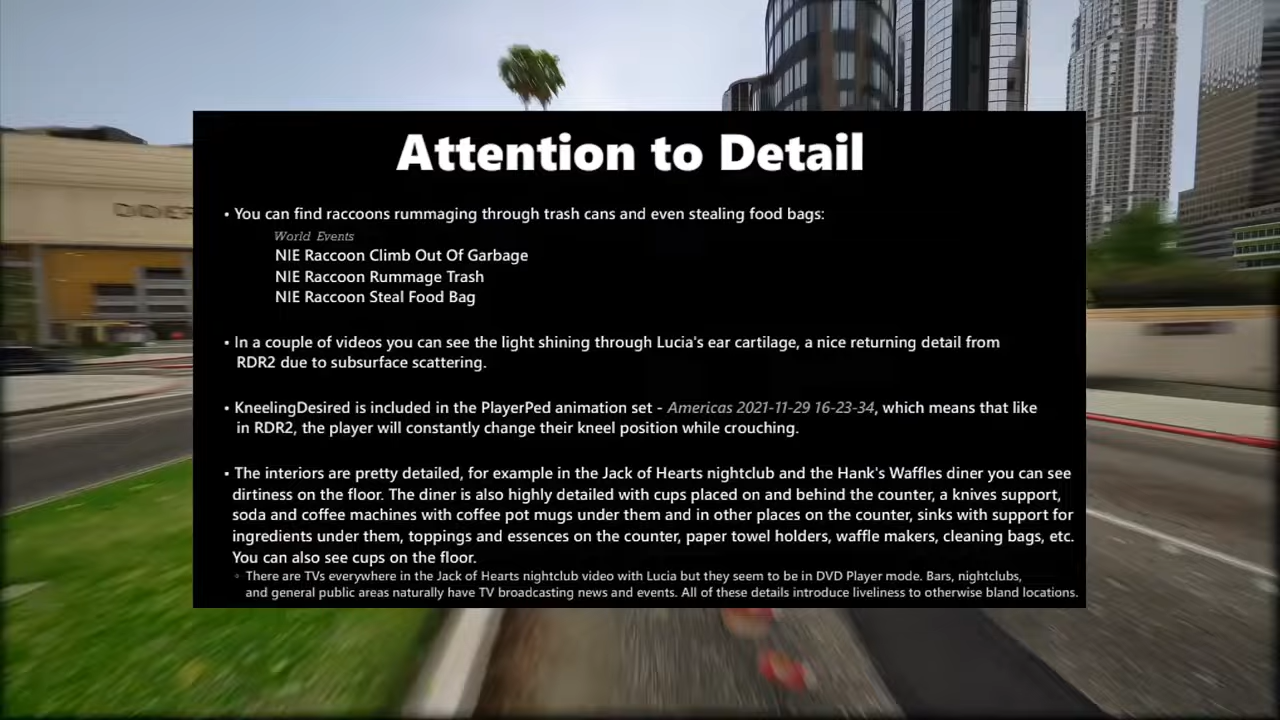 Attention to Detail
• You can find raccoons rummaging through trash cans and even stealing food bags:
World Events
NIE Raccoon Climb Out Of Garbage
NIE Raccoon Rummage Trash
NIE Raccoon Steal Food Bag
• In a couple of videos you can see the light shining through Lucia's ear cartilage, a nice returning detail from
RDR2 due to subsurface scattering.
• KneelingDesired is included in the PlayerPed animation set - Americas 2021-11-29 16-23-34, which means that like
in RDR2, the player will constantly change their kneel position while crouching.
• The interiors are pretty detailed, for example in the Jack of Hearts nightclub and the Hank's Waffles diner you can see
dirtiness on the floor. The diner is also highly detailed with cups placed on and behind the counter, a knives support,
soda and coffee machines with coffee pot mugs under them and in other places on the counter, sinks with support for
ingredients under them, toppings and essences on the counter, paper towel holders, waffle makers, cleaning bags, etc.
You can also see cups on the floor.
◦ There are TVs everywhere in the Jack of Hearts nightclub video with Lucia but they seem to be in DVD Player mode. Bars, nightclubs,
and general public areas naturally have TV broadcasting news and events. All of these details introduce liveliness to otherwise bland locations.